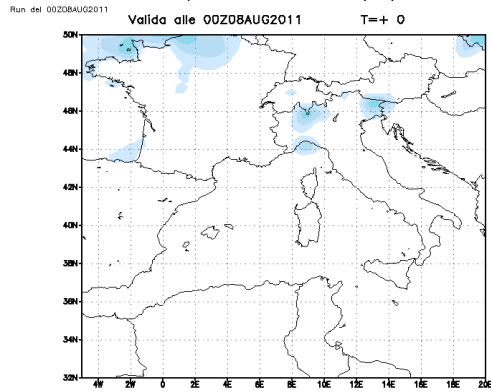 Run del 00Z08AUG2011
Valida alle 00Z08AUG2011 T=+ 0
50N
48N
46N
44N
42N
40N
38N
36N
34N
32N
4W 2W 0 2E 4E 6E 8E 10E 12E 14E 16E 18E 20E